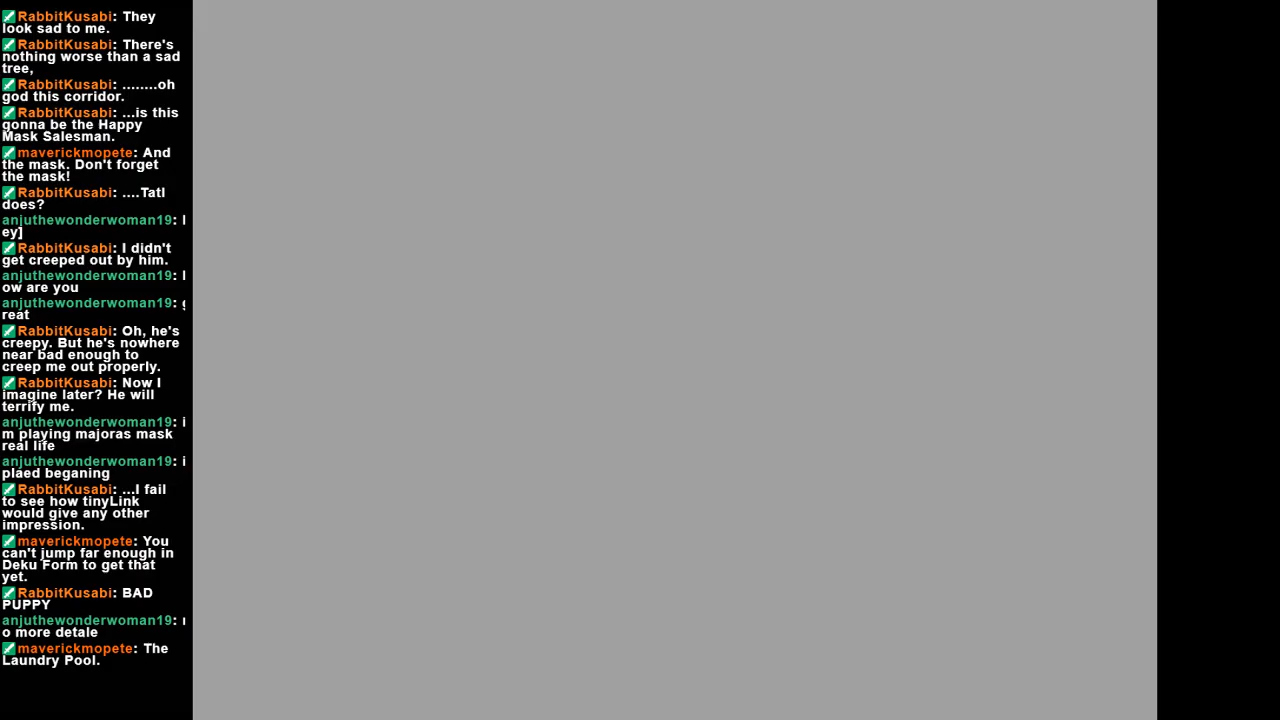 RabbitKusabi: They
look sad to me.
RabbitKusabi: There's
nothing worse than a sad
tree,
RabbitKusabi: ........oh
god this corridor.
RabbitKusabi: ...is this
gonna be the Happy
Mask Salesman.
maverickmopete: And
the mask. Don't forget
the mask!
RabbitKusabi: ....Tatl
does?
anjuthewonderwoman19:
ey]
RabbitKusabi: I didn't
get creeped out by him.
anjuthewonderwoman19:
ow are you
anjuthewonderwoman19:
reat
RabbitKusabi: Oh, he's
creepy. But he's nowhere
near bad enough to
creep me out properly.
RabbitKusabi: Now I
imagine later? He will
terrify me.
anjuthewonderwoman19: i
m playing majoras mask
real life
anjuthewonderwoman19: i
plaed beganing
RabbitKusabi: ...I fail
to see how tinyLink
would give any other
impression.
maverickmopete: You
can't jump far enough in
Deku Form to get that
yet.
RabbitKusabi: BAD
PUPPY
anjuthewonderwoman19:
o more detale
maverickmopete: The
Laundry Pool.